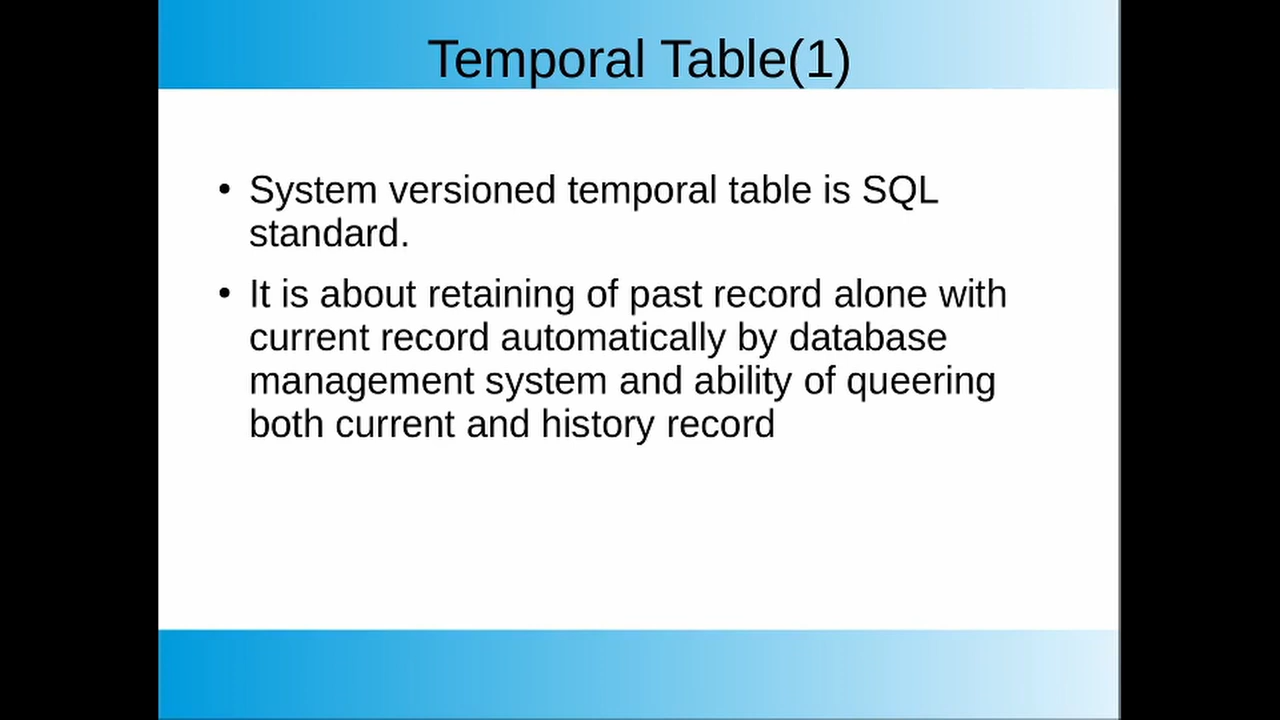 Temporal Table(1)
• System versioned temporal table is SQL
standard.
• It is about retaining of past record alone with
current record automatically by database
management system and ability of queering
both current and history record